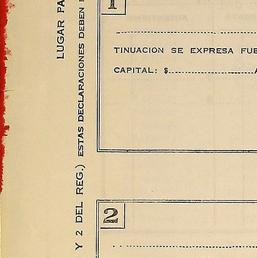 LUGAR PA
Y 2 DEL REG.) ESTAS DECLARACIONES DEBEN
1
TINUACION SE EXPRESA FUE
CAPITAL: $
2